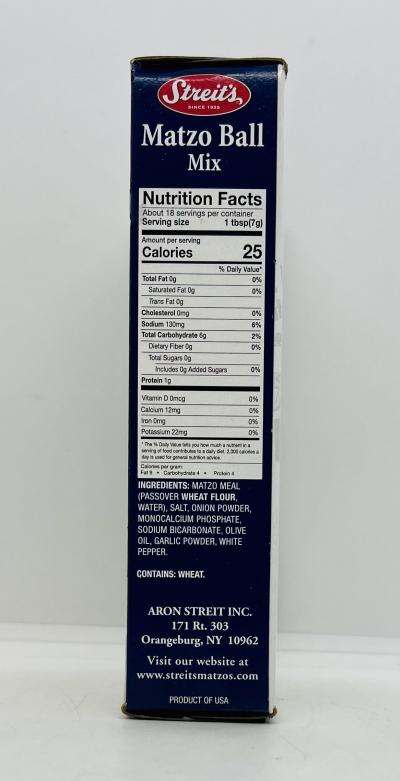 Streit's
SINCE 1925
Matzo Ball
Mix
Nutrition Facts
About 18 servings per container
Serving size 1 tbsp(7g)
Amount per serving
Calories 25
% Daily Value*
Total Fat 0g 0%
Saturated Fat 0g 0%
Trans Fat 0g
Cholesterol 0mg 0%
Sodium 130mg 6%
Total Carbohydrate 6g 2%
Dietary Fiber 0g 0%
Total Sugars 0g
Includes 0g Added Sugars 0%
Protein 1g
Vitamin D 0mcg 0%
Calcium 12mg 0%
Iron 0mg 0%
Potassium 22mg 0%
* The % Daily Value tells you how much a nutrient in a
serving of food contributes to a daily diet. 2,000 calories a
day is used for general nutrition advice.
Calories per gram:
Fat 9 • Carbohydrate 4 • Protein 4
INGREDIENTS: MATZO MEAL
(PASSOVER WHEAT FLOUR,
WATER), SALT, ONION POWDER,
MONOCALCIUM PHOSPHATE,
SODIUM BICARBONATE, OLIVE
OIL, GARLIC POWDER, WHITE
PEPPER.
CONTAINS: WHEAT.
ARON STREIT INC.
171 Rt. 303
Orangeburg, NY 10962
Visit our website at
www.streitsmatzos.com
PRODUCT OF USA